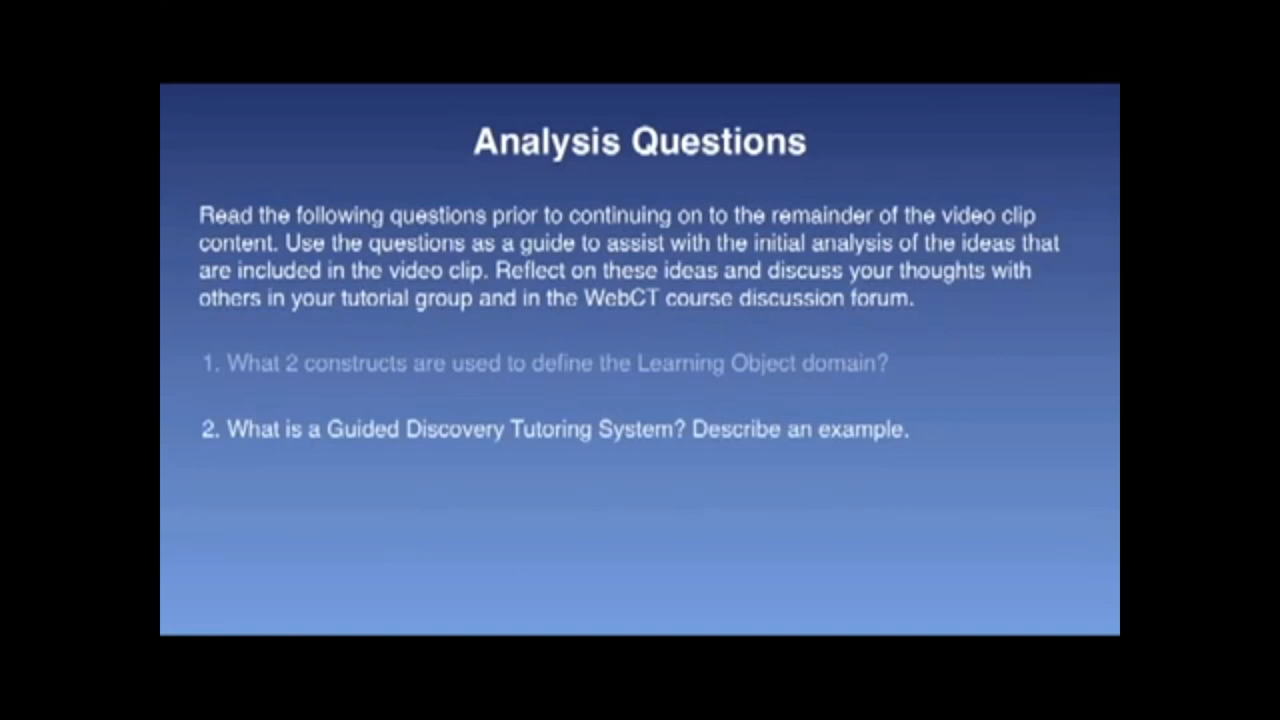 Analysis Questions
Read the following questions prior to continuing on to the remainder of the video clip
content. Use the questions as a guide to assist with the initial analysis of the ideas that
are included in the video clip. Reflect on these ideas and discuss your thoughts with
others in your tutorial group and in the WebCT course discussion forum.
1. What 2 constructs are used to define the Learning Object domain?
2. What is a Guided Discovery Tutoring System? Describe an example.